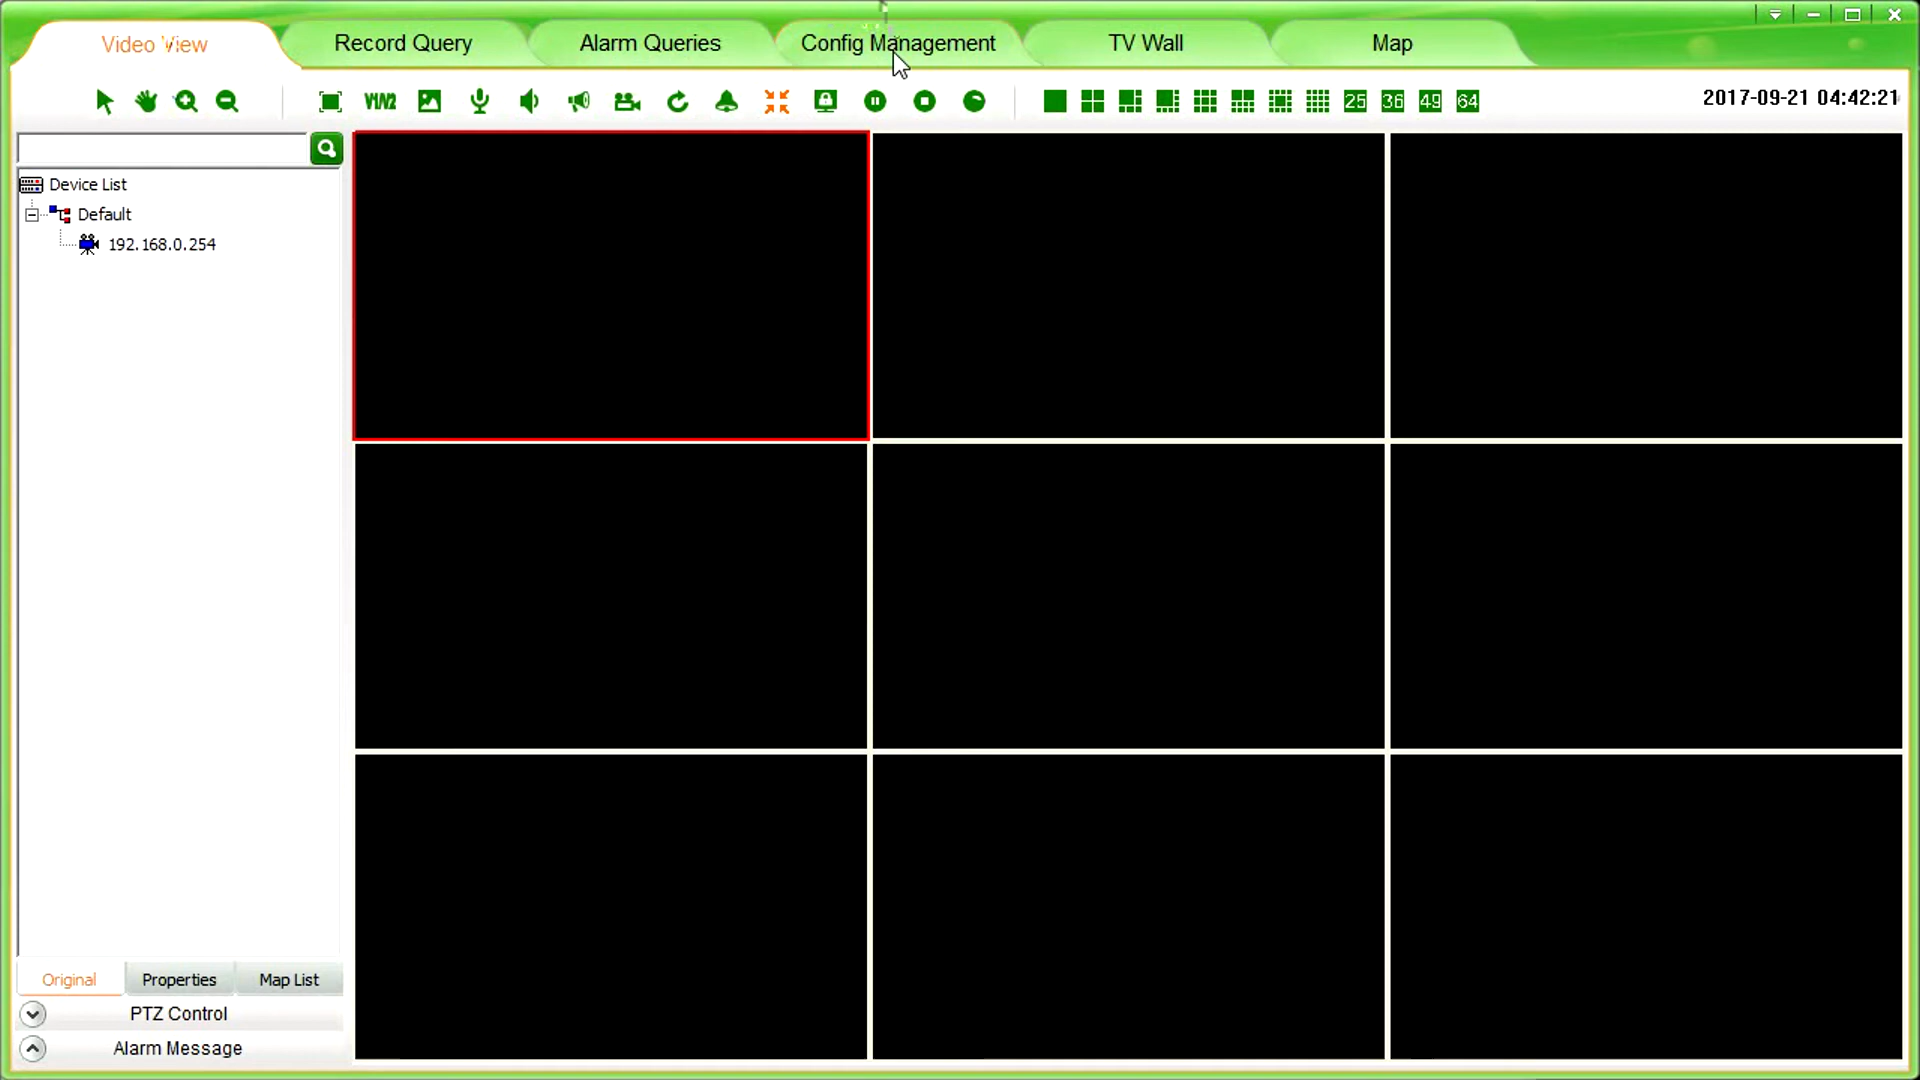 Video View
Record Query
Alarm Queries
Config Management
TV Wall
Map
V1V2
25
36
49
64
2017-09-21 04:42:21
Device List
Default
192.168.0.254
Original
Properties
Map List
PTZ Control
Alarm Message